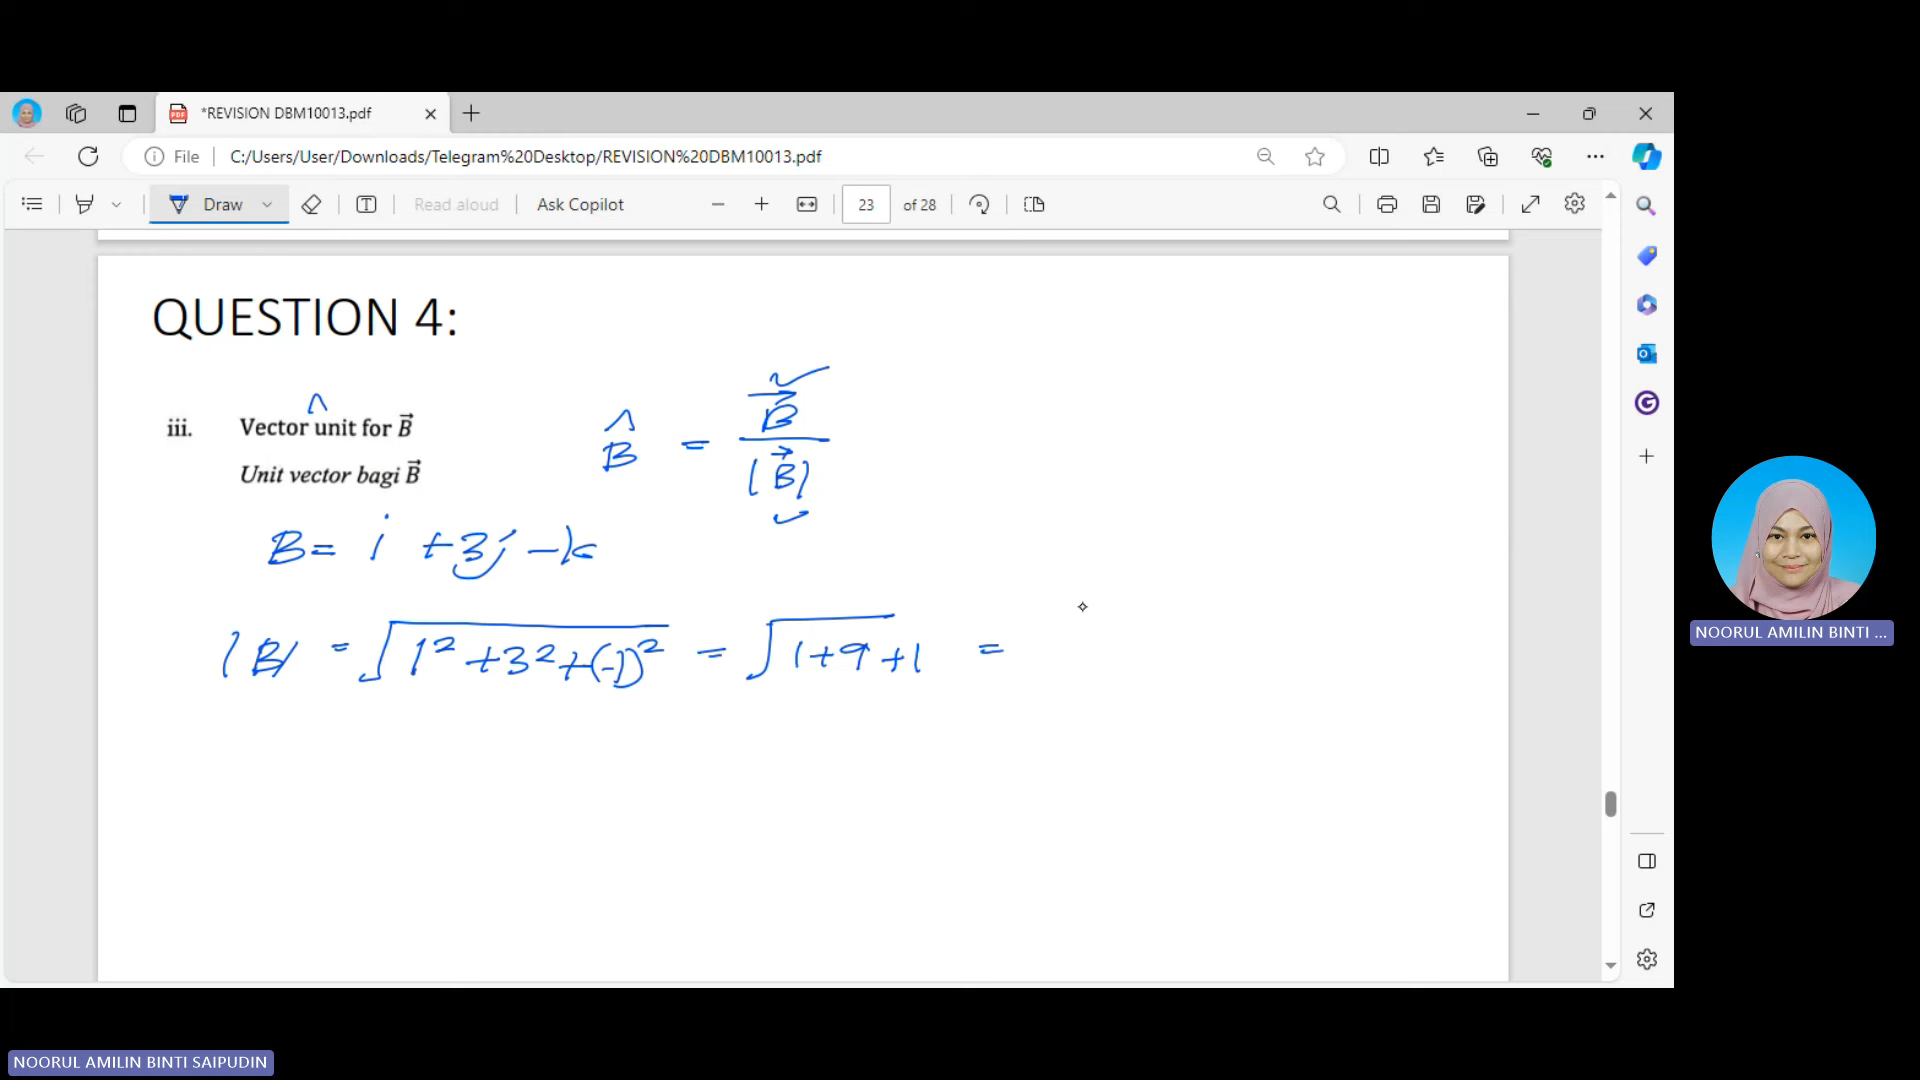 *REVISION DBM10013.pdf
File
C:/Users/User/Downloads/Telegram%20Desktop/REVISION%20DBM10013.pdf
Draw
Read aloud
Ask Copilot
23 of 28
QUESTION 4:
iii. Vector unit for B⃗
Unit vector bagi B⃗
B̂ = B⃗ / |B⃗|
B = i + 3j − k
|B| = √(1² + 3² + (−1)²) = √(1 + 9 + 1) =
NOORUL AMILIN BINTI ...
NOORUL AMILIN BINTI SAIPUDIN